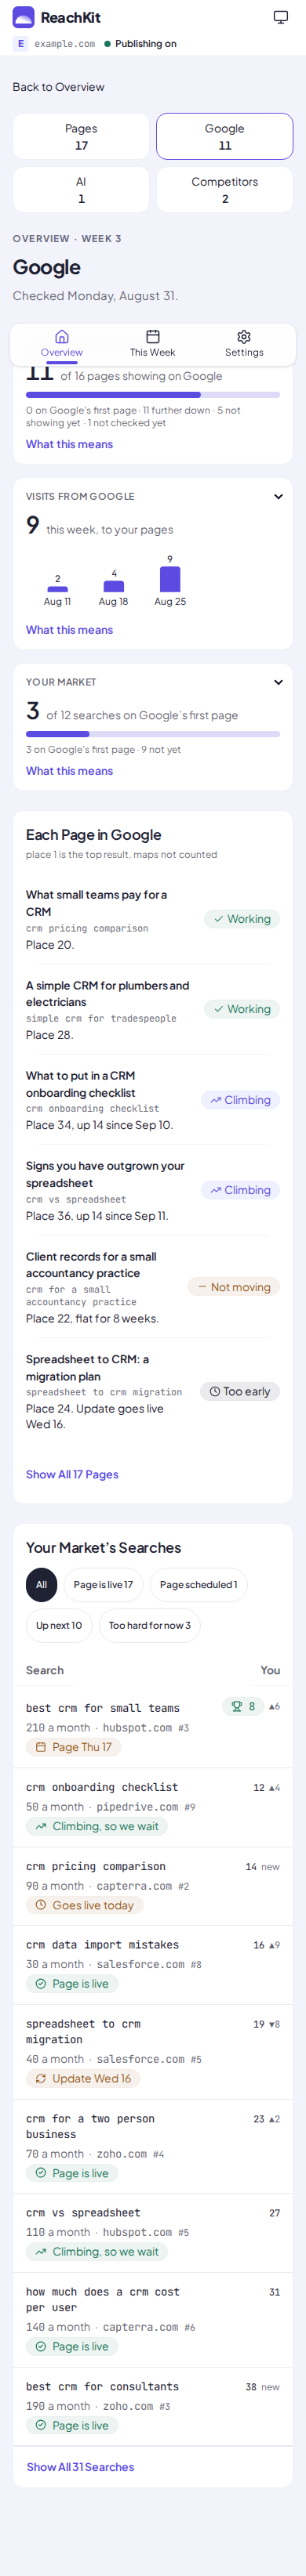 ReachKit
E example.com Publishing on
Back to Overview
Pages
17
Google
11
AI
1
Competitors
2
OVERVIEW · WEEK 3
Google
Checked Monday, August 31.
Overview
This Week
Settings
11 of 16 pages showing on Google
0 on Google's first page · 11 further down · 5 not
showing yet · 1 not checked yet
What this means
VISITS FROM GOOGLE
9 this week, to your pages
2
4
9
Aug 11
Aug 18
Aug 25
What this means
YOUR MARKET
3 of 12 searches on Google's first page
3 on Google's first page · 9 not yet
What this means
Each Page in Google
place 1 is the top result, maps not counted
What small teams pay for a
CRM
crm pricing comparison
Place 20.
Working
A simple CRM for plumbers and
electricians
simple crm for tradespeople
Place 28.
Working
What to put in a CRM
onboarding checklist
crm onboarding checklist
Place 34, up 14 since Sep 10.
Climbing
Signs you have outgrown your
spreadsheet
crm vs spreadsheet
Place 36, up 14 since Sep 11.
Climbing
Client records for a small
accountancy practice
crm for a small
accountancy practice
Place 22, flat for 8 weeks.
Not moving
Spreadsheet to CRM: a
migration plan
spreadsheet to crm migration
Place 24. Update goes live
Wed 16.
Too early
Show All 17 Pages
Your Market's Searches
All
Page is live 17
Page scheduled 1
Up next 10
Too hard for now 3
Search You
best crm for small teams 8 ▲6
210 a month · hubspot.com #3
Page Thu 17
crm onboarding checklist 12 ▲4
50 a month · pipedrive.com #9
Climbing, so we wait
crm pricing comparison 14 new
90 a month · capterra.com #2
Goes live today
crm data import mistakes 16 ▲9
30 a month · salesforce.com #8
Page is live
spreadsheet to crm
migration
19 ▼8
40 a month · salesforce.com #5
Update Wed 16
crm for a two person
business
23 ▲2
70 a month · zoho.com #4
Page is live
crm vs spreadsheet 27
110 a month · hubspot.com #5
Climbing, so we wait
how much does a crm cost
per user
31
140 a month · capterra.com #6
Page is live
best crm for consultants 38 new
190 a month · zoho.com #3
Page is live
Show All 31 Searches